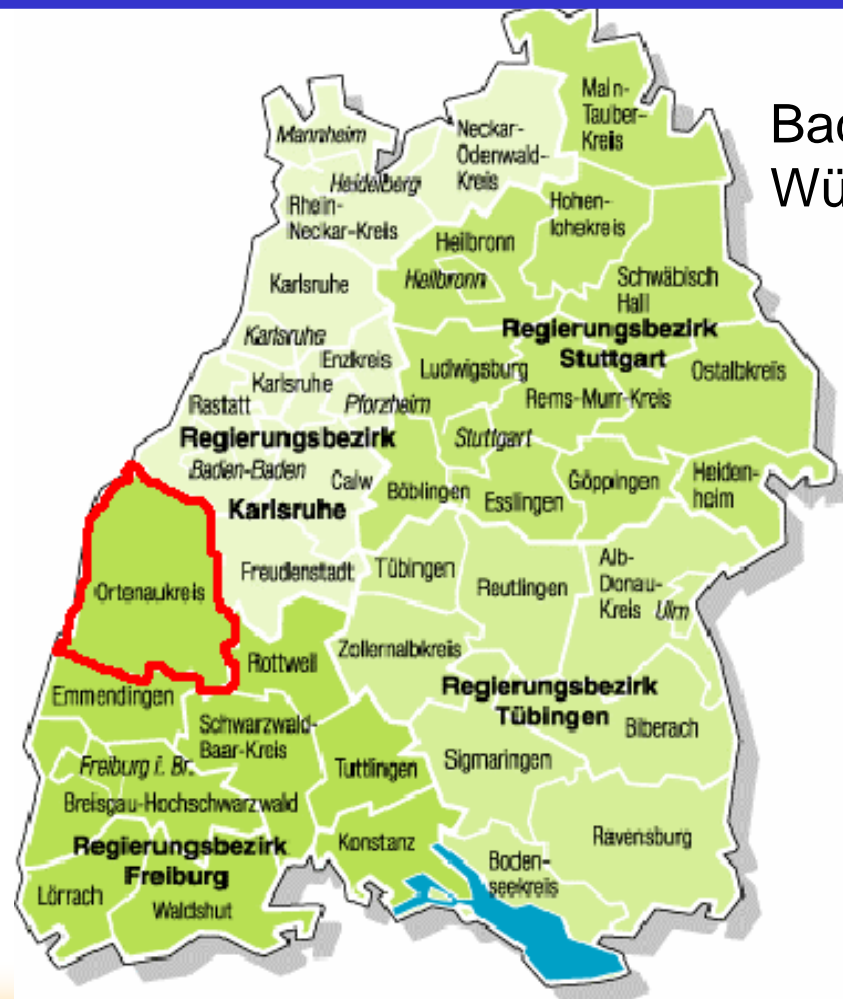 Main-
Tauber-
Kreis
Bad
Wü
Neckar-
Odenwald-
Kreis
Mannheim
Heidelberg
Rhein-
Neckar-Kreis
Hohen-
lohekreis
Heilbronn
Heilbronn
Karlsruhe
Schwäbisch
Hall
Karlsruhe
Regierungsbezirk
Stuttgart
Enzkreis
Ludwigsburg
Ostalbkreis
Karlsruhe
Rastatt
Pforzheim
Rems-Murr-Kreis
Regierungsbezirk
Karlsruhe
Stuttgart
Baden-Baden
Calw
Böblingen
Esslingen
Göppingen
Heiden-
heim
Freudenstadt
Tübingen
Reutlingen
Alb-
Donau-
Kreis
Ulm
Ortenaukreis
Rottweil
Zollernalbkreis
Emmendingen
Regierungsbezirk
Tübingen
Biberach
Schwarzwald-
Baar-Kreis
Freiburg i. Br.
Tuttlingen
Sigmaringen
Breisgau-Hochschwarzwald
Regierungsbezirk
Freiburg
Konstanz
Ravensburg
Boden-
seekreis
Lörrach
Waldshut